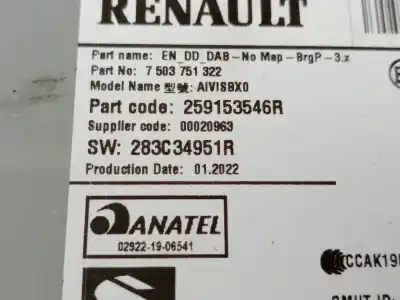 RENAULT
Part name: EN_DD_DAB-No Map-BrgP-3.x
Part No: 7 503 751 322
Model Name 型號: AIVISBX0
Part code: 259153546R
Supplier code: 00020963
SW: 283C34951R
Production Date: 01.2022
ANATEL
02922-19-06541